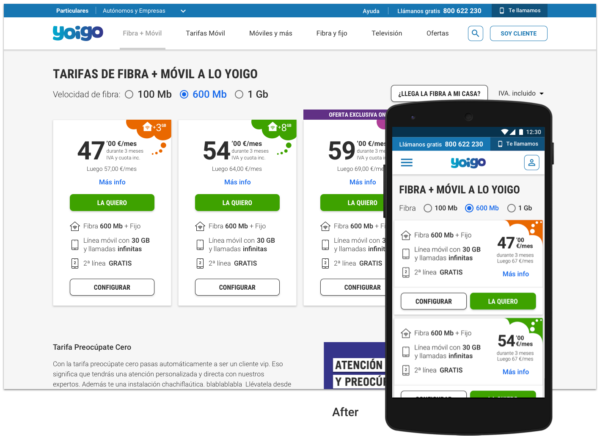 Particulares Autónomos y Empresas Ayuda Llámanos gratis 800 622 230 Te llamamos
yoigo Fibra + Móvil Tarifas Móvil Móviles y más Fibra y fijo Televisión Ofertas SOY CLIENTE
TARIFAS DE FIBRA + MÓVIL A LO YOIGO
Velocidad de fibra: 100 Mb 600 Mb 1 Gb
¿LLEGA LA FIBRA A MI CASA? IVA. incluido
47 '00 €/mes
durante 3 meses
IVA y cuota inc.
Luego 57,00 €/mes
Más info
LA QUIERO
Fibra 600 Mb + Fijo
Línea móvil con 30 GB
y llamadas infinitas
2ª línea GRATIS
CONFIGURAR
54 '00 €/mes
durante 3 meses
IVA y cuota inc.
Luego 64,00 €/mes
Más info
LA QUIERO
Fibra 600 Mb + Fijo
Línea móvil con 30 GB
y llamadas infinitas
2ª línea GRATIS
CONFIGURAR
OFERTA EXCLUSIVA ON
59 '00 €/mes
durante 3 meses
IVA y cuota inc.
Luego 69,00 €/mes
Más info
LA QUIERO
Fibra 600 Mb + Fijo
Línea móvil con 30 GB
y llamadas infinitas
2ª línea GRATIS
CONFIGURAR
Tarifa Preocúpate Cero
Con la tarifa preocúpate cero pasas automáticamente a ser un cliente vip. Eso
significa que tendrás una atención personalizada y directa con nuestros
expertos. Además te una instalación chachiflaútica. blablablabla Llévatela desde
ATENCIÓN
Y PREOCÚP
12:30
Llámanos gratis 800 622 230 Te llamamos
yoigo
FIBRA + MÓVIL A LO YOIGO
Fibra 100 Mb 600 Mb 1 Gb
Fibra 600 Mb + Fijo
Línea móvil con 30 GB
y llamadas infinitas
2ª línea GRATIS
47 '00 €/mes
durante 3 meses
Luego 67 €/mes
Más info
CONFIGURAR LA QUIERO
Fibra 600 Mb + Fijo
Línea móvil con 30 GB
y llamadas infinitas
2ª línea GRATIS
54 '00 €/mes
durante 3 meses
Luego 67 €/mes
Más info
CONFIGURAR LA QUIERO
After